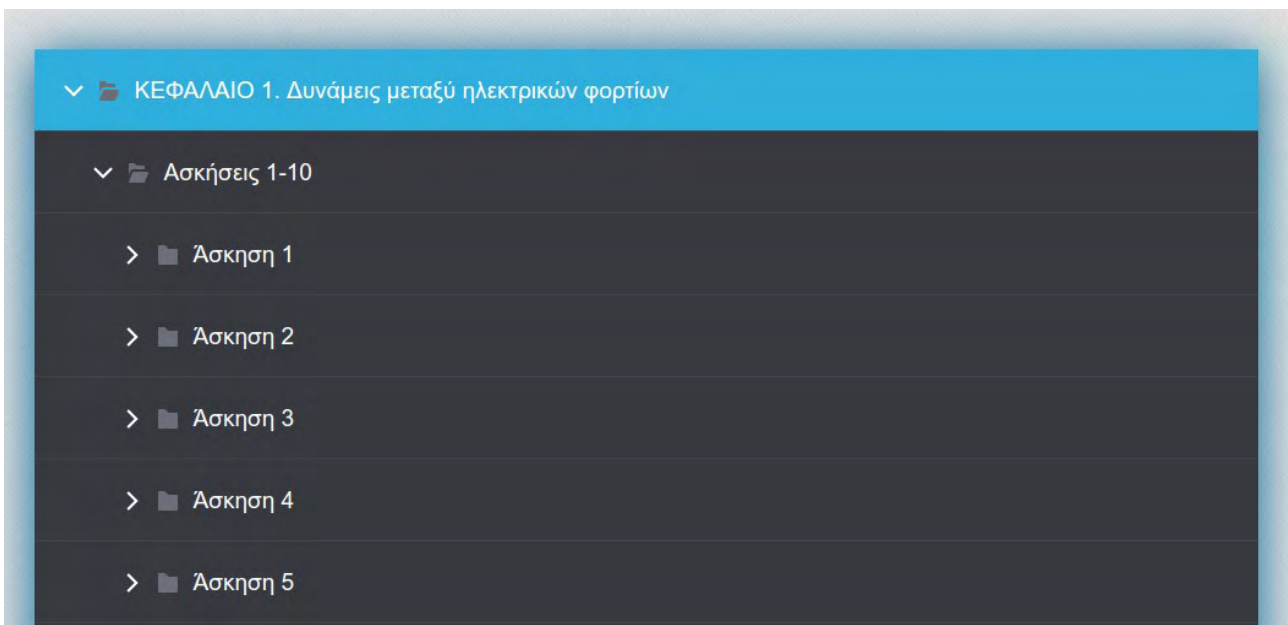 ΚΕΦΑΛΑΙΟ 1. Δυνάμεις μεταξύ ηλεκτρικών φορτίων
Ασκήσεις 1-10
Άσκηση 1
Άσκηση 2
Άσκηση 3
Άσκηση 4
Άσκηση 5